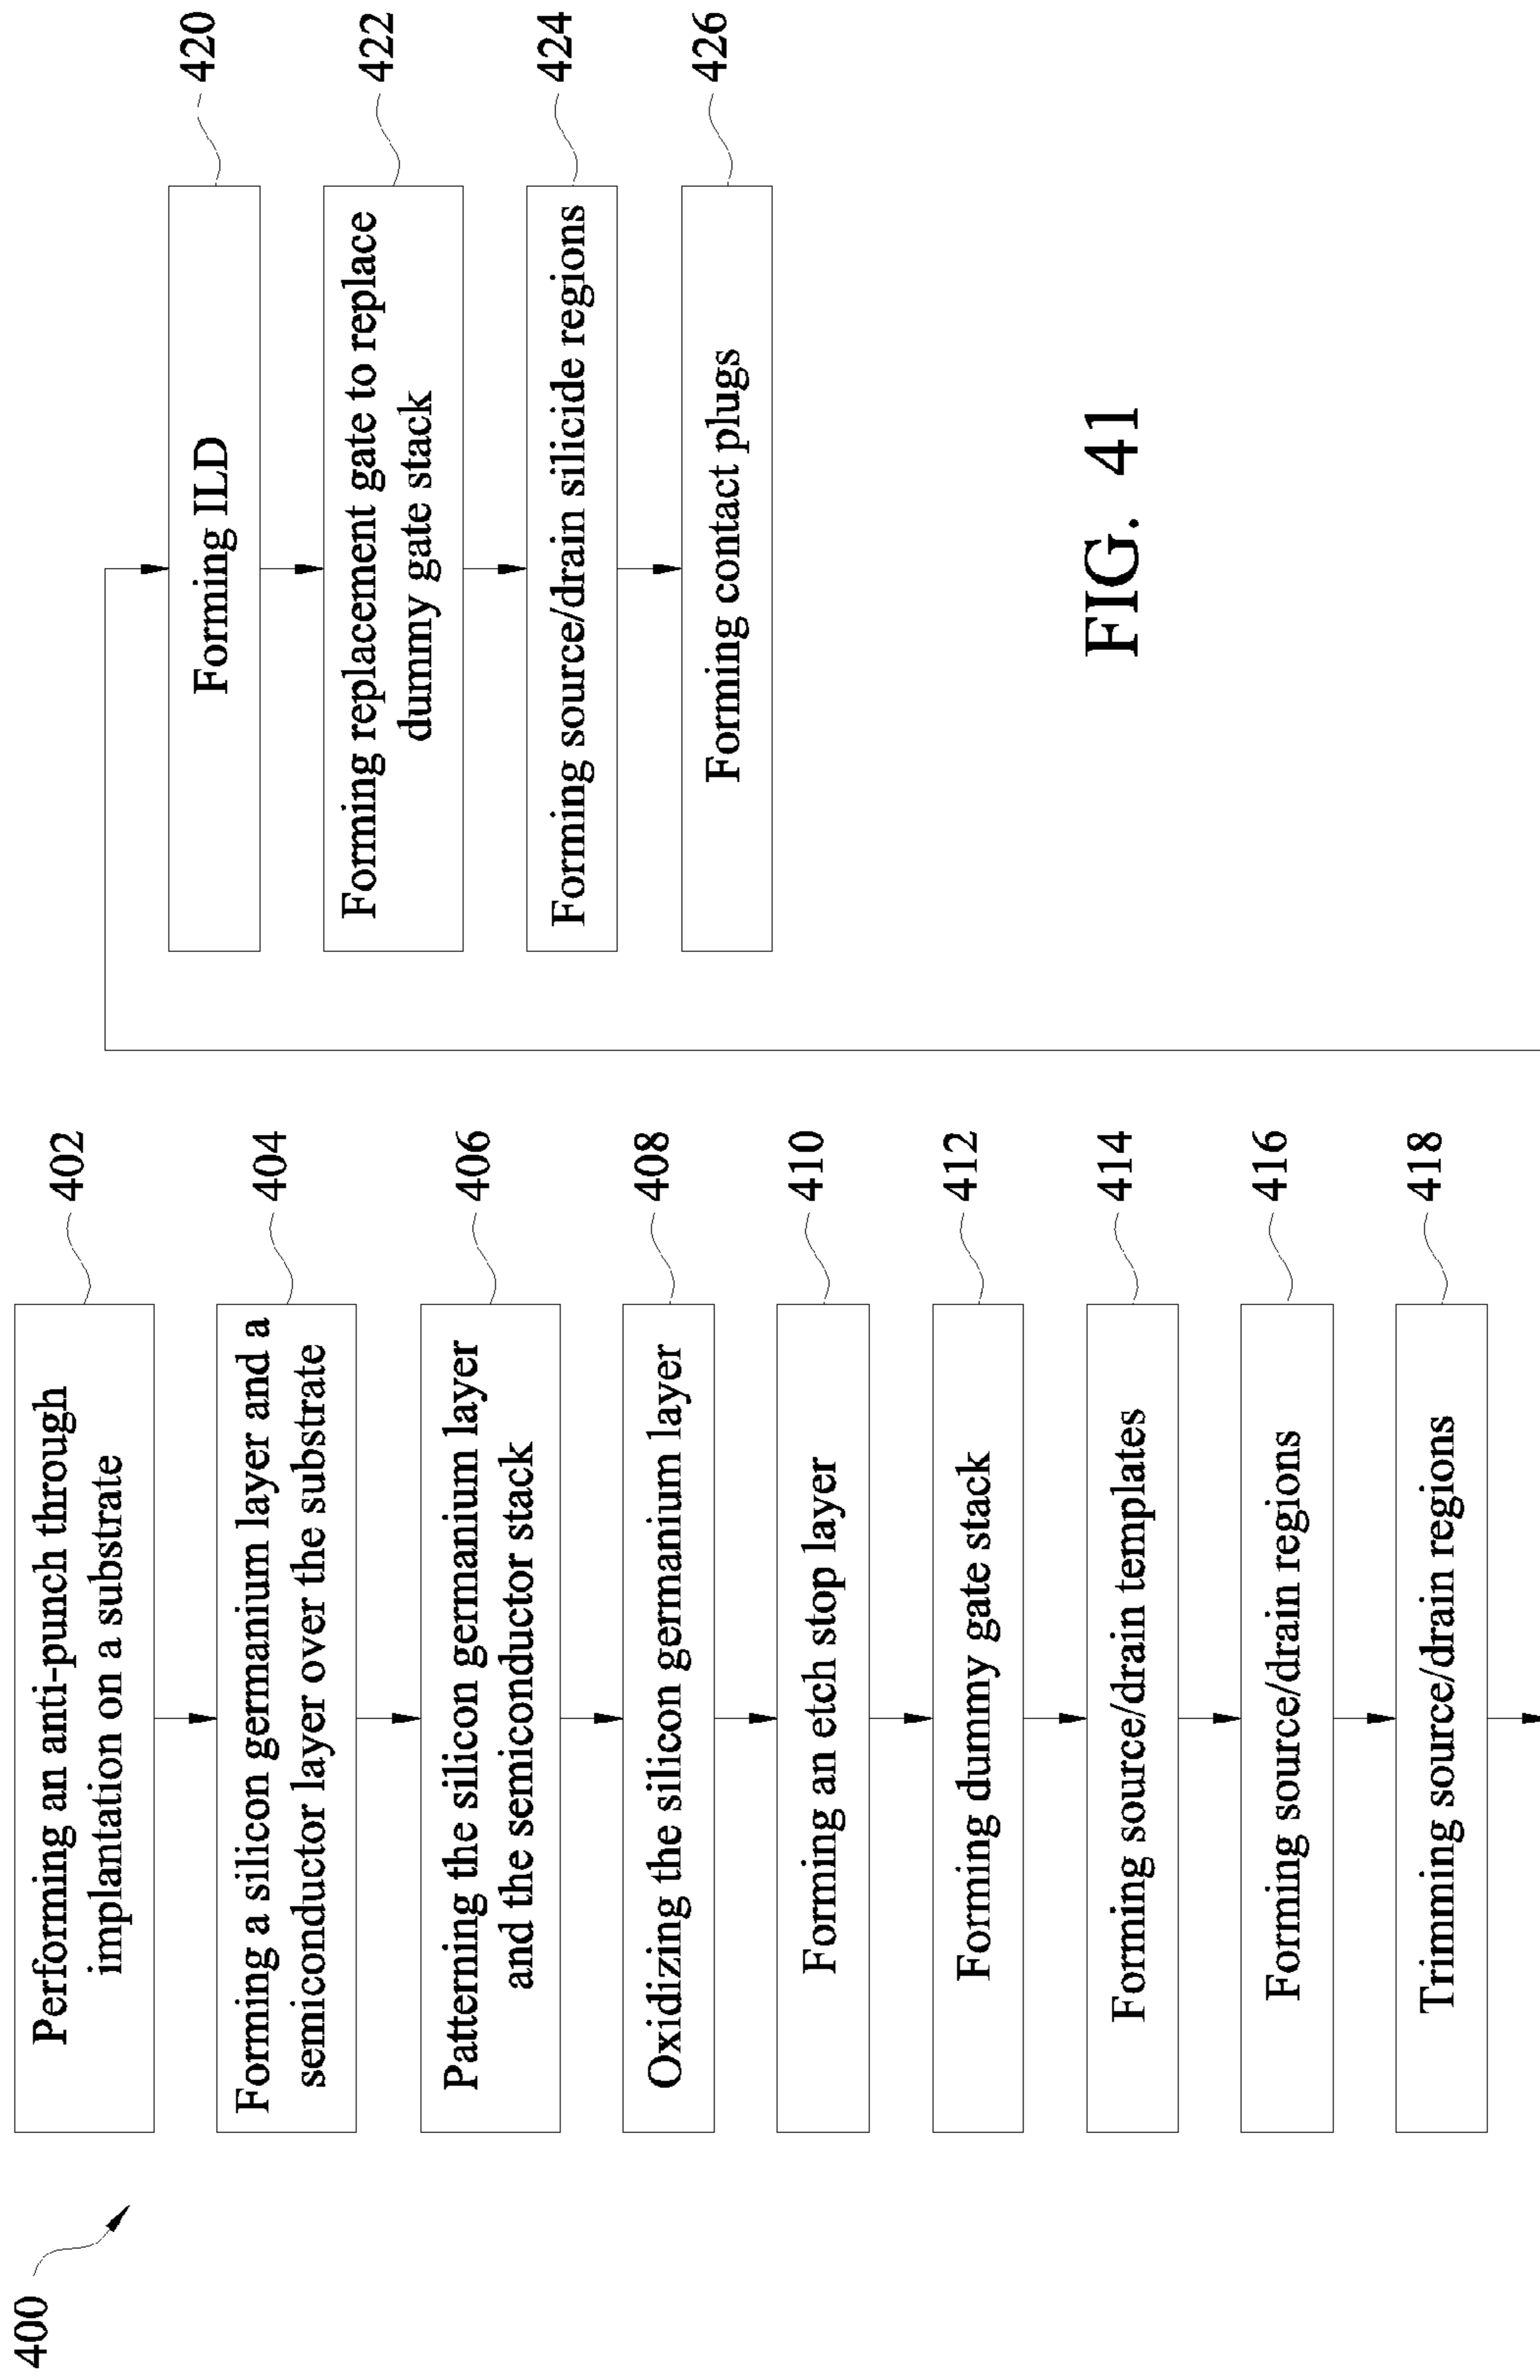 400
Performing an anti-punch through
implantation on a substrate
402
Forming a silicon germanium layer and a
semiconductor layer over the substrate
404
Patterning the silicon germanium layer
and the semiconductor stack
406
Oxidizing the silicon germanium layer
408
Forming an etch stop layer
410
Forming dummy gate stack
412
Forming source/drain templates
414
Forming source/drain regions
416
Trimming source/drain regions
418
Forming ILD
420
Forming replacement gate to replace
dummy gate stack
422
Forming source/drain silicide regions
424
Forming contact plugs
426
FIG. 41